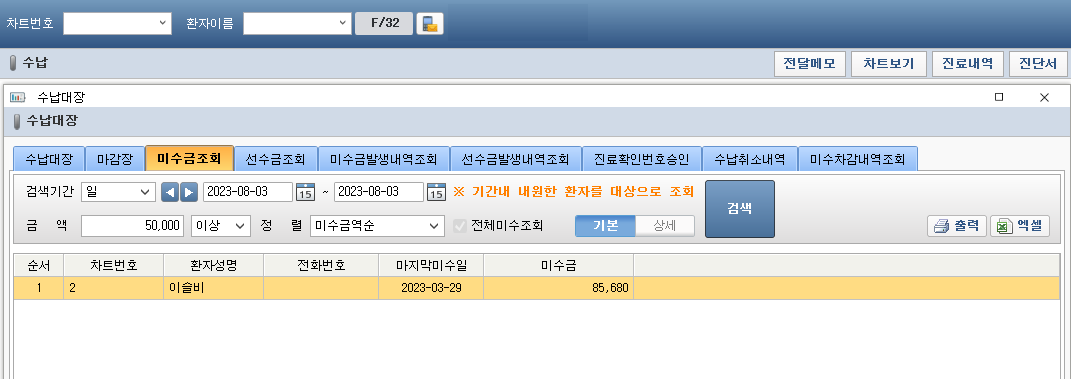 차트번호 환자이름 F/32
수납 전달메모 차트보기 진료내역 진단서
수납대장
수납대장
수납대장 마감장 미수금조회 선수금조회 미수금발생내역조회 선수금발생내역조회 진료확인번호승인 수납취소내역 미수차감내역조회
검색기간 일 2023-08-03 15 ~ 2023-08-03 15 ※ 기간내 내원한 환자를 대상으로 조회 검색
금 액 50,000 이상 정 렬 미수금역순 전체미수조회 기본 상세 출력 엑셀
순서 차트번호 환자성명 전화번호 마지막미수일 미수금
1 2 이슬비 2023-03-29 85,680